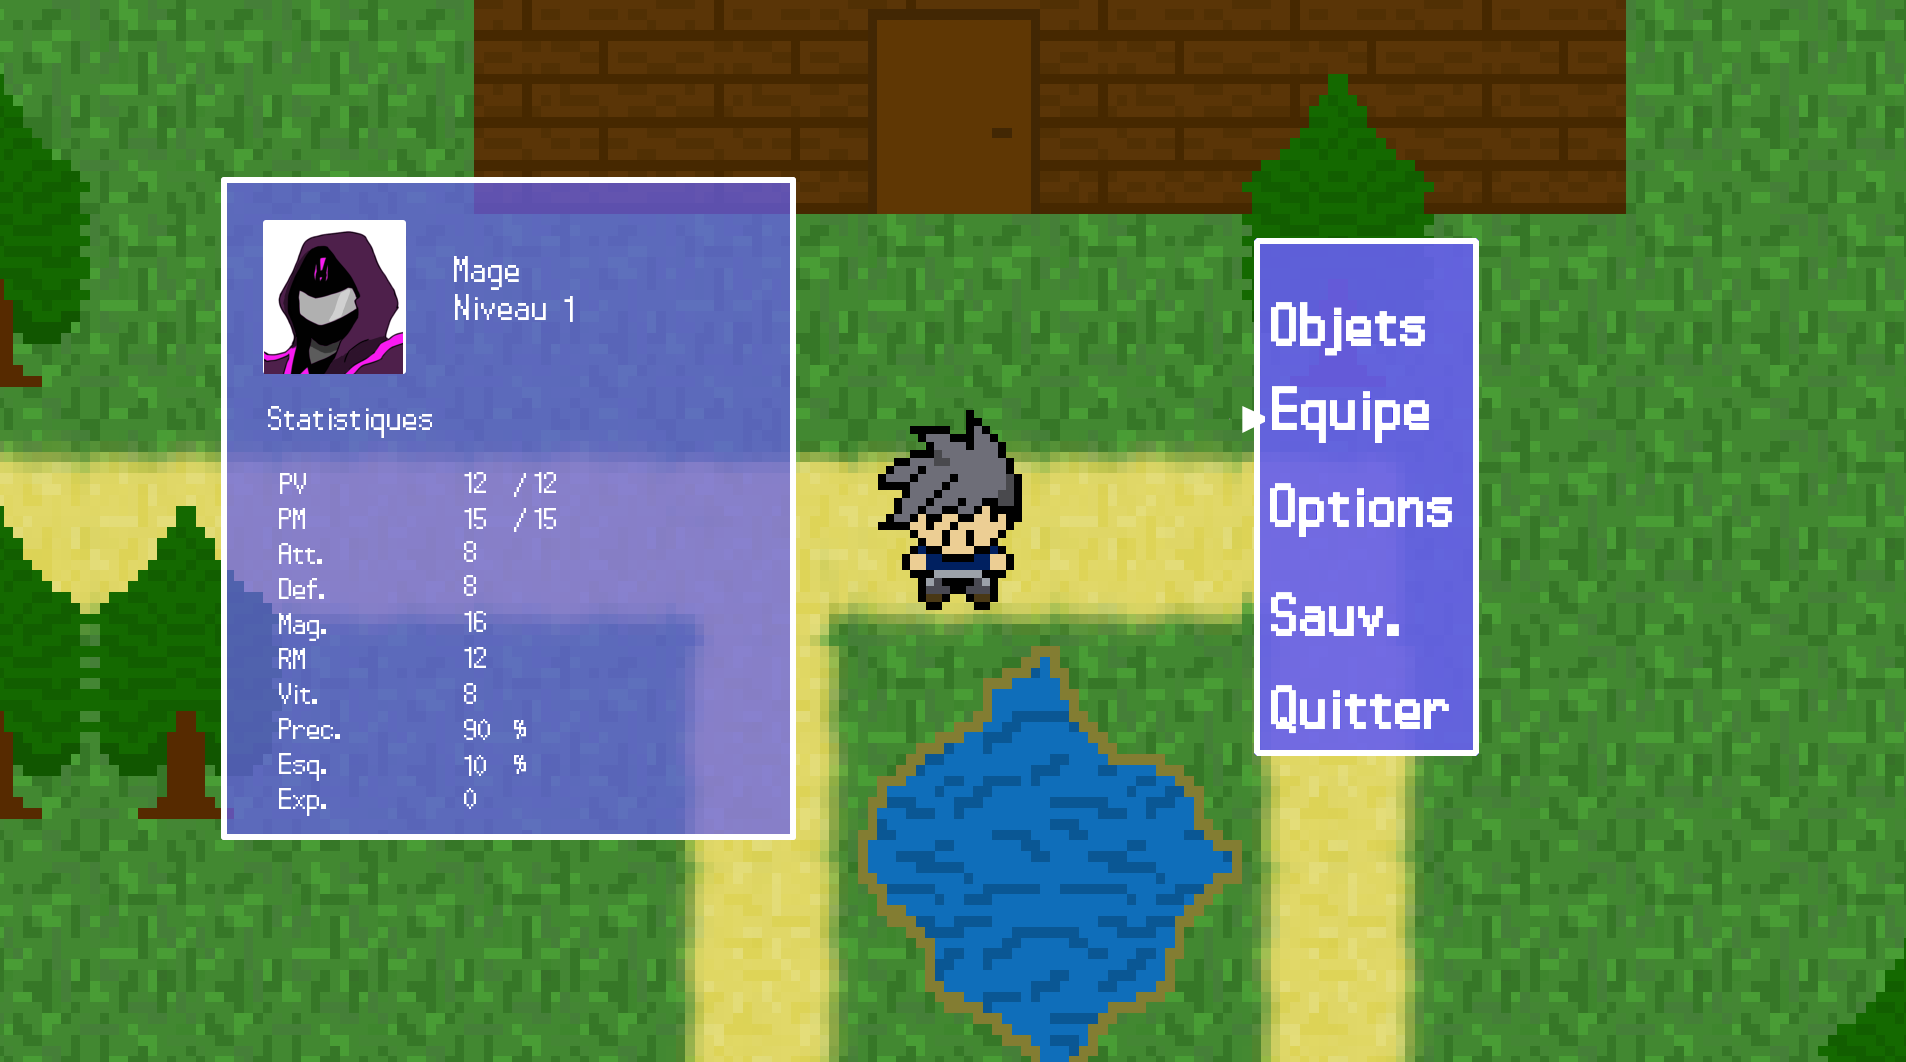 Mage
Niveau 1
Statistiques
PV 12 / 12
PM 15 / 15
Att. 8
Def. 8
Mag. 16
RM 12
Vit. 8
Prec. 90 %
Esq. 10 %
Exp. 0
Objets
Equipe
Options
Sauv.
Quitter